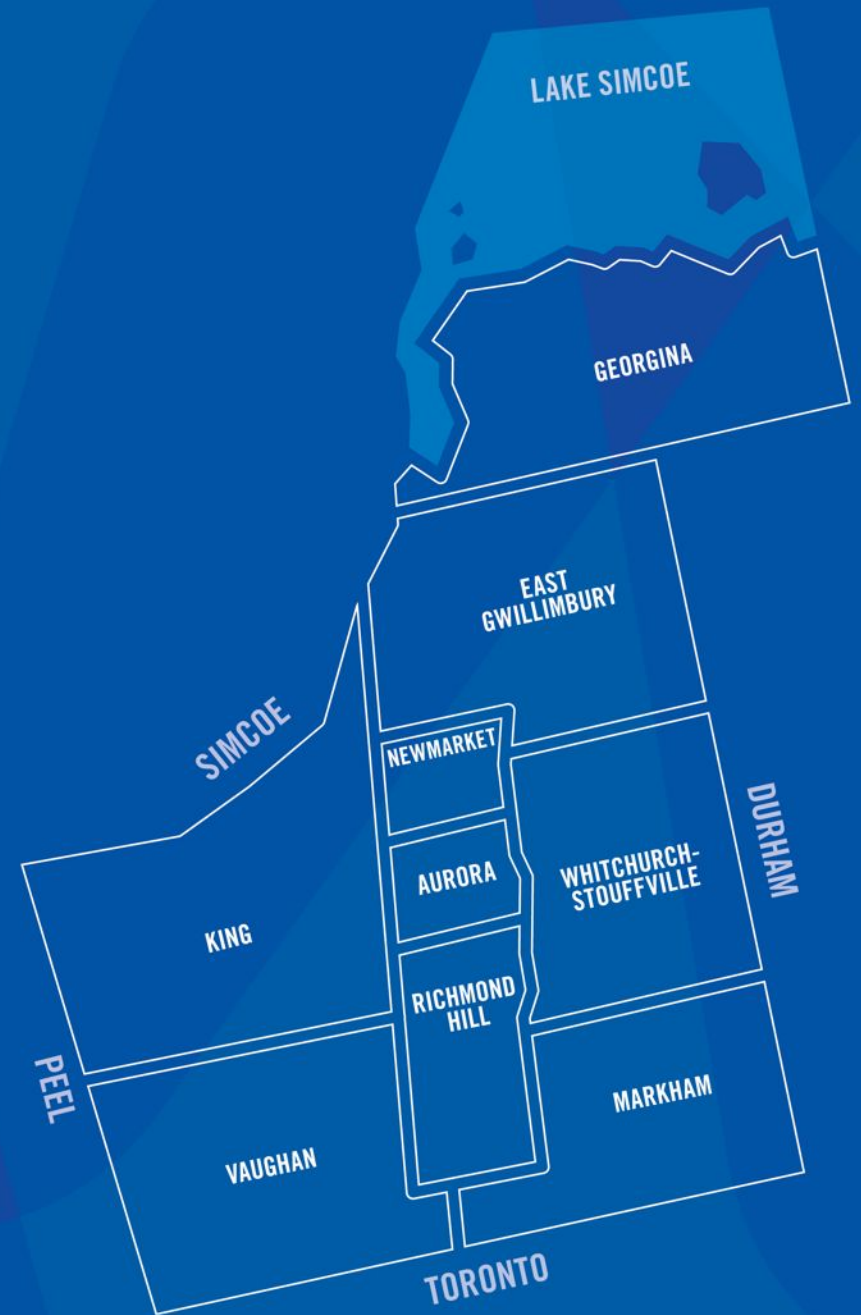 LAKE SIMCOE
GEORGINA
EAST
GWILLIMBURY
SIMCOE
NEWMARKET
DURHAM
AURORA
WHITCHURCH-
STOUFFVILLE
KING
RICHMOND
HILL
PEEL
MARKHAM
VAUGHAN
TORONTO